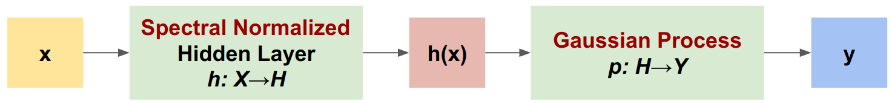 x
Spectral Normalized
Hidden Layer
h: X→H
h(x)
Gaussian Process
p: H→Y
y